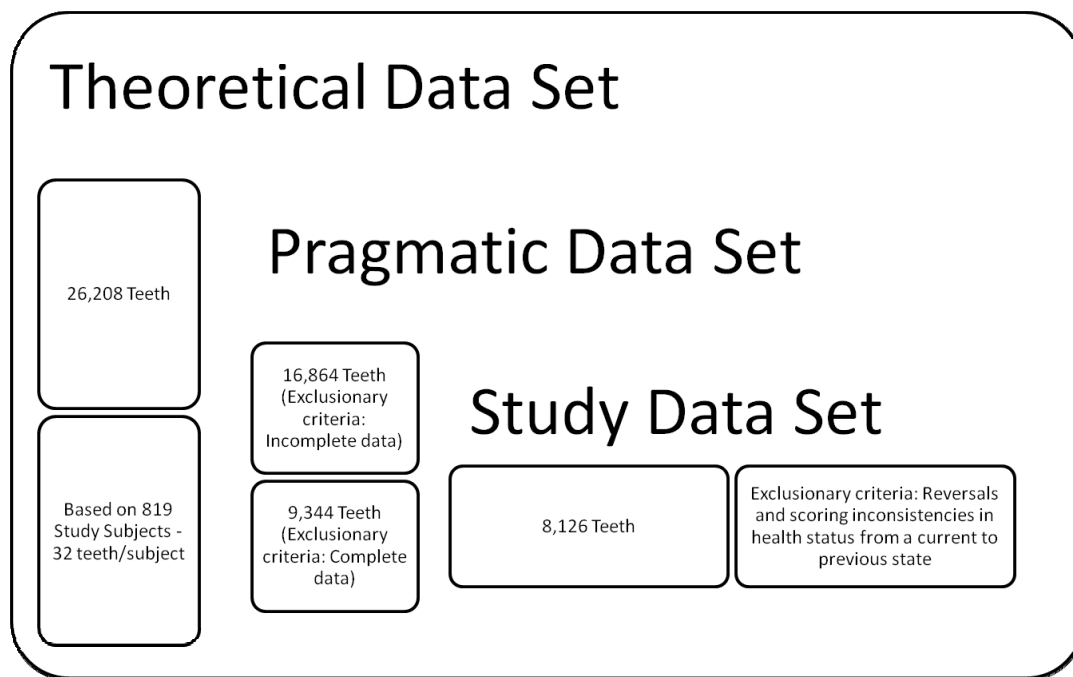 Theoretical Data Set
26,208 Teeth
Based on 819
Study Subjects -
32 teeth/subject
Pragmatic Data Set
16,864 Teeth
(Exclusionary
criteria:
Incomplete data)
9,344 Teeth
(Exclusionary
criteria: Complete
data)
Study Data Set
8,126 Teeth
Exclusionary criteria: Reversals
and scoring inconsistencies in
health status from a current to
previous state